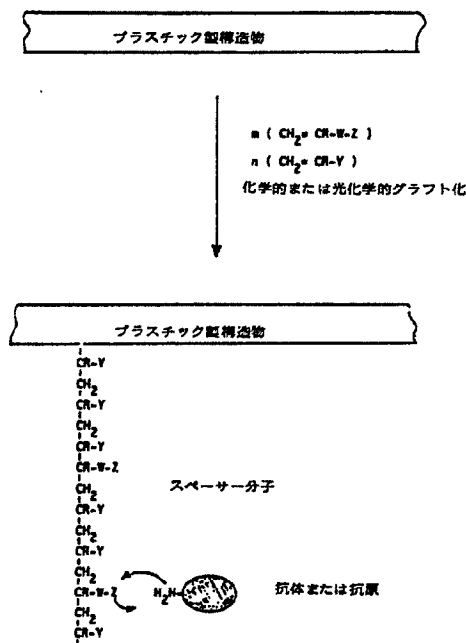 プラスチック製構造物
m ( CH2= CR-W-Z )
n ( CH2= CR-Y )
化学的または光化学的グラフト化
プラスチック製構造物
CR-Y
CH2
CR-Y
CH2
CR-Y
CR-W-Z
CH2
スペーサー分子
CR-Y
CH2
CR-Y
CH2
CR-W-Z
H2N-
抗体または抗原
CH2
CR-Y